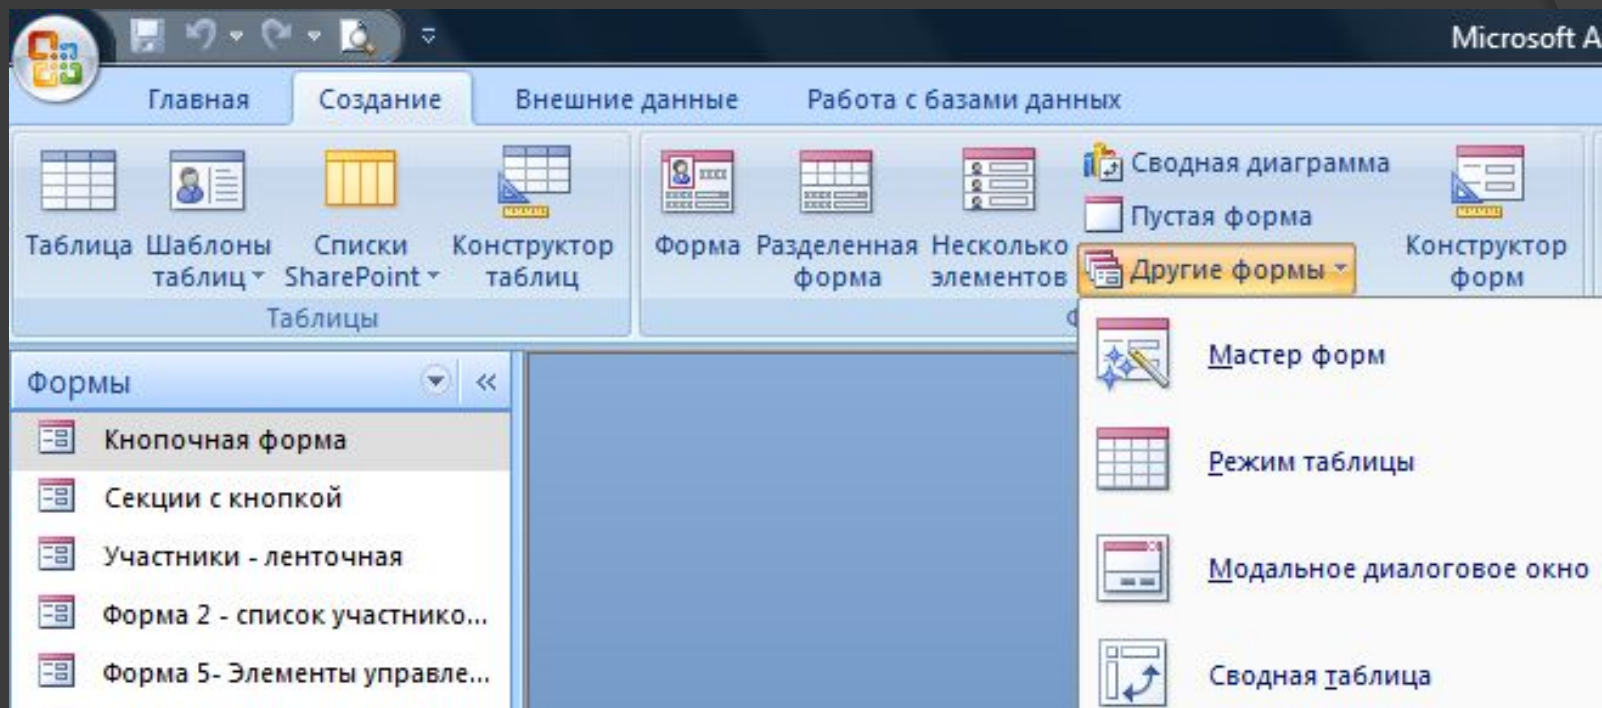 Microsoft A
Главная Создание Внешние данные Работа с базами данных
Таблица
Шаблоны
таблиц
Списки
SharePoint
Конструктор
таблиц
Таблицы
Форма
Разделенная
форма
Несколько
элементов
Сводная диаграмма
Пустая форма
Другие формы
Конструктор
форм
Мастер форм
Режим таблицы
Модальное диалоговое окно
Сводная таблица
Формы
Кнопочная форма
Секции с кнопкой
Участники - ленточная
Форма 2 - список участнико...
Форма 5- Элементы управле...